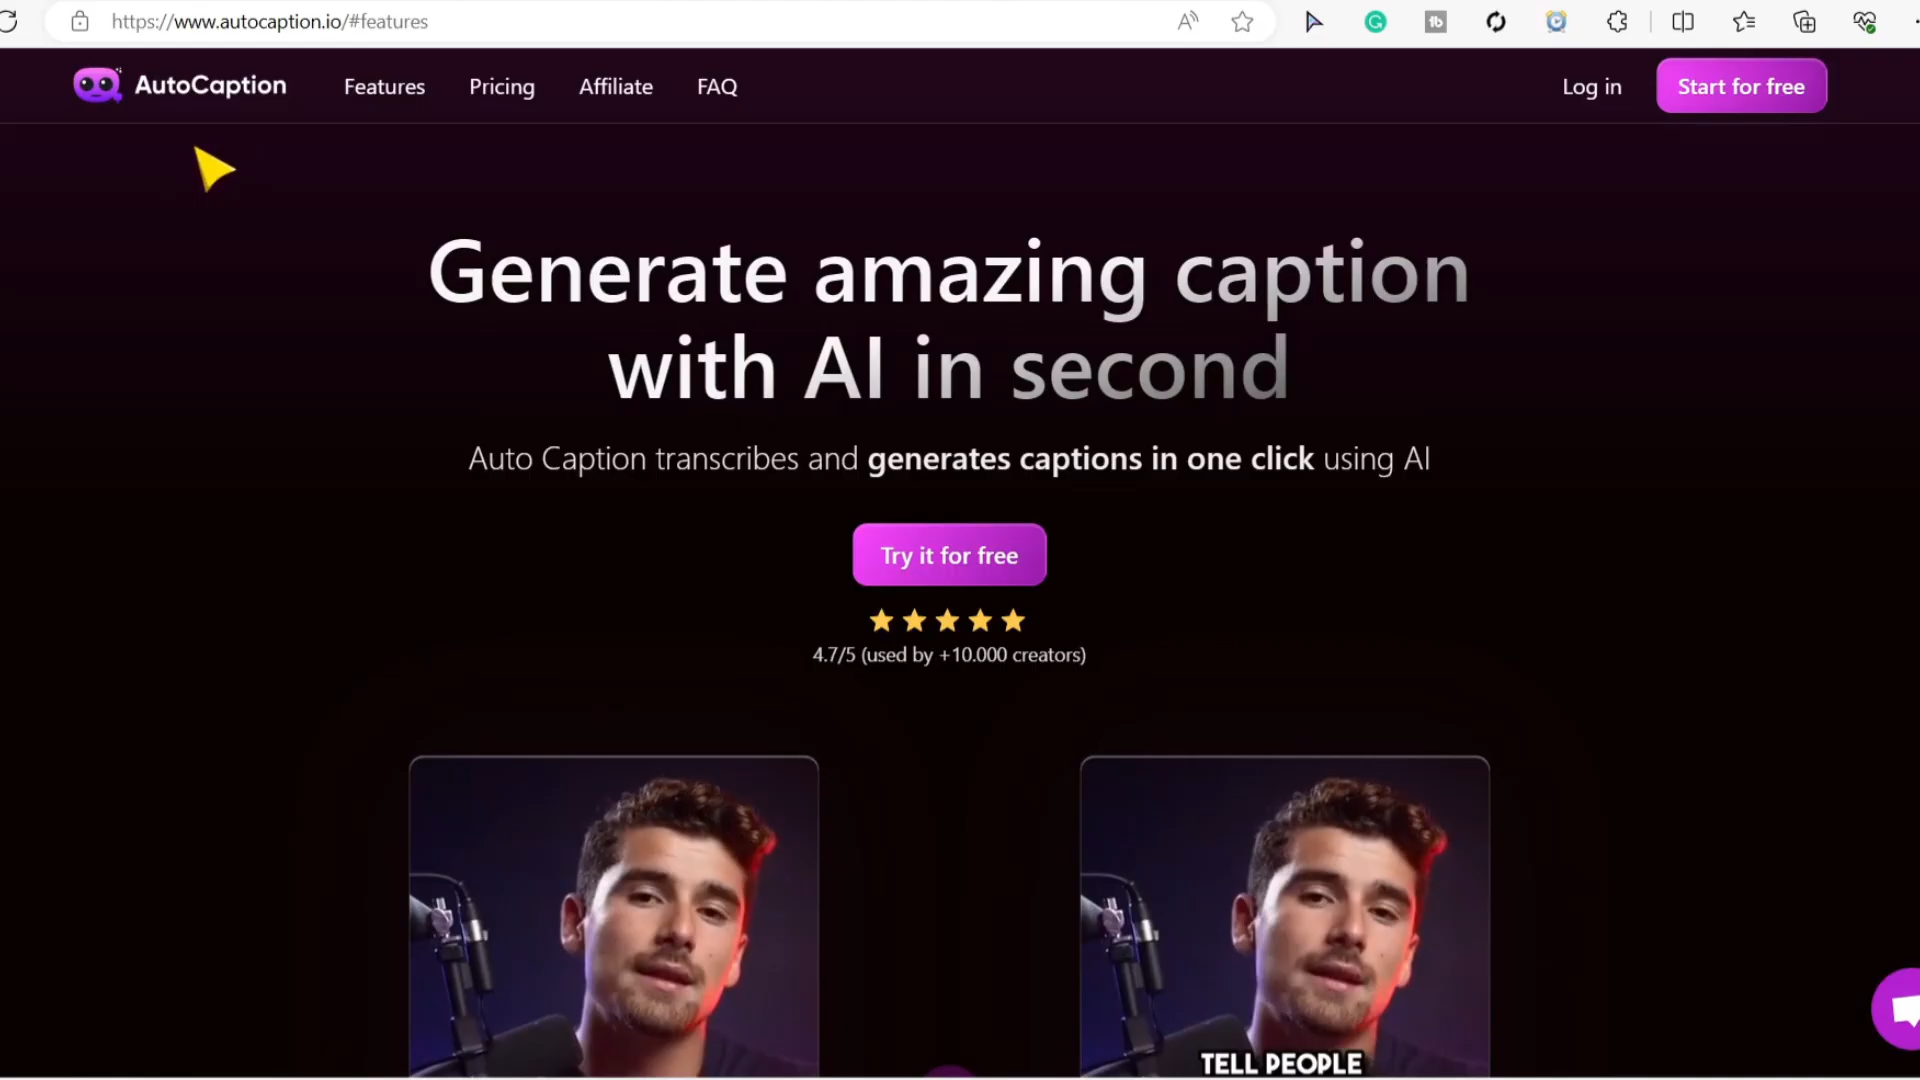 https://www.autocaption.io/#features
AutoCaption
Features
Pricing
Affiliate
FAQ
Log in
Start for free
Generate amazing caption
with AI in second
Auto Caption transcribes and generates captions in one click using AI
Try it for free
4.7/5 (used by +10.000 creators)
TELL PEOPLE